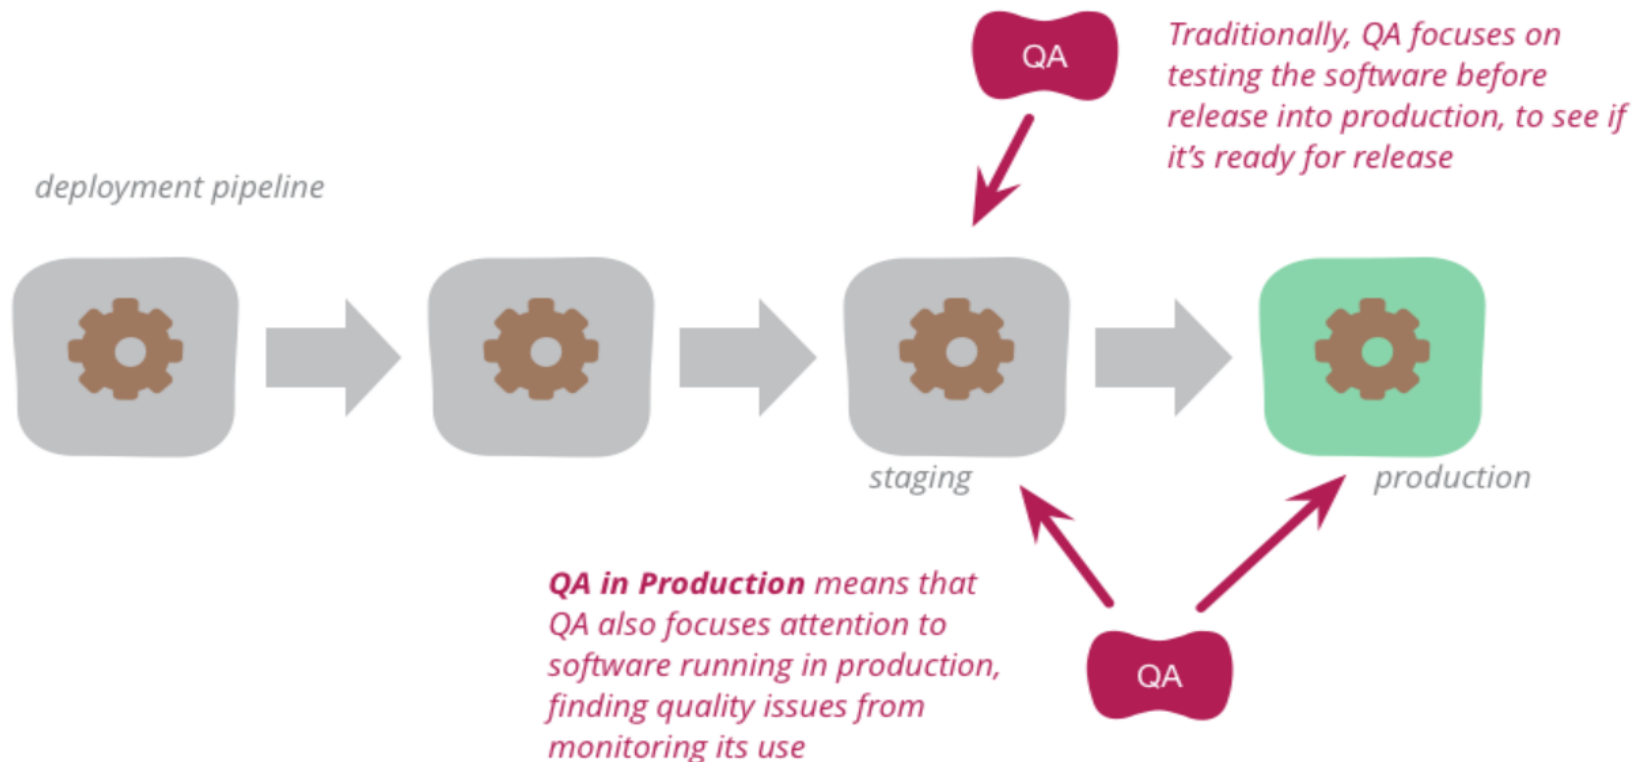 QA
Traditionally, QA focuses on
testing the software before
release into production, to see if
it's ready for release
deployment pipeline
staging
production
QA in Production means that
QA also focuses attention to
software running in production,
finding quality issues from
monitoring its use
QA